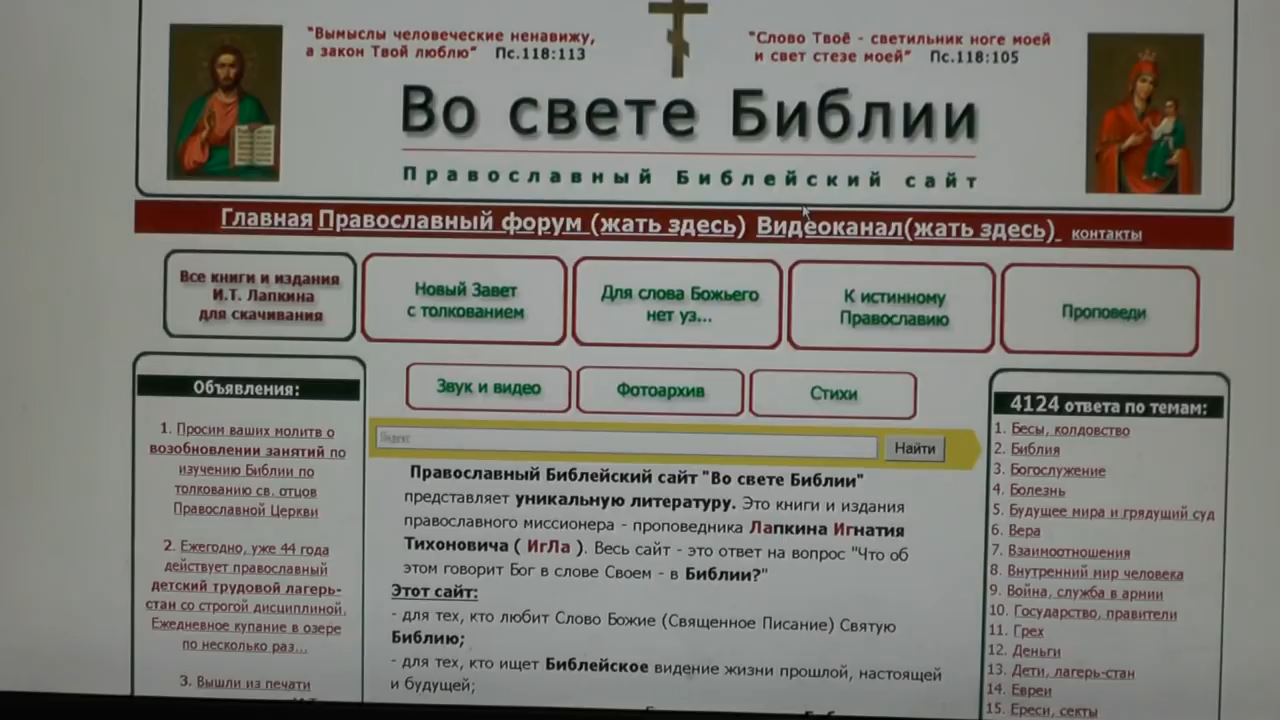 "Вымыслы человеческие ненавижу,
а закон Твой люблю" Пс.118:113
"Слово Твоё - светильник ноге моей
и свет стезе моей" Пс.118:105
Во свете Библии
Православный Библейский сайт
Главная Православный форум (жать здесь) Видеоканал(жать здесь) контакты
Все книги и издания
И.Т. Лапкина
для скачивания
Новый Завет
с толкованием
Для слова Божьего
нет уз...
К истинному
Православию
Проповеди
Звук и видео
Фотоархив
Стихи
Объявления:
1. Просим ваших молитв о
возобновлении занятий по
изучению Библии по
толкованию св. отцов
Православной Церкви
2. Ежегодно, уже 44 года
действует православный
детский трудовой лагерь-
стан со строгой дисциплиной.
Ежедневное купание в озере
по несколько раз...
3. Вышли из печати
Яндекс
Найти
Православный Библейский сайт "Во свете Библии"
представляет уникальную литературу. Это книги и издания
православного миссионера - проповедника Лапкина Игнатия
Тихоновича ( ИгЛа ). Весь сайт - это ответ на вопрос "Что об
этом говорит Бог в слове Своем - в Библии?"
Этот сайт:
- для тех, кто любит Слово Божие (Священное Писание) Святую
Библию;
- для тех, кто ищет Библейское видение жизни прошлой, настоящей
и будущей;
4124 ответа по темам:
1. Бесы, колдовство
2. Библия
3. Богослужение
4. Болезнь
5. Будущее мира и грядущий суд
6. Вера
7. Взаимоотношения
8. Внутренний мир человека
9. Война, служба в армии
10. Государство, правители
11. Грех
12. Деньги
13. Дети, лагерь-стан
14. Евреи
15. Ереси, секты